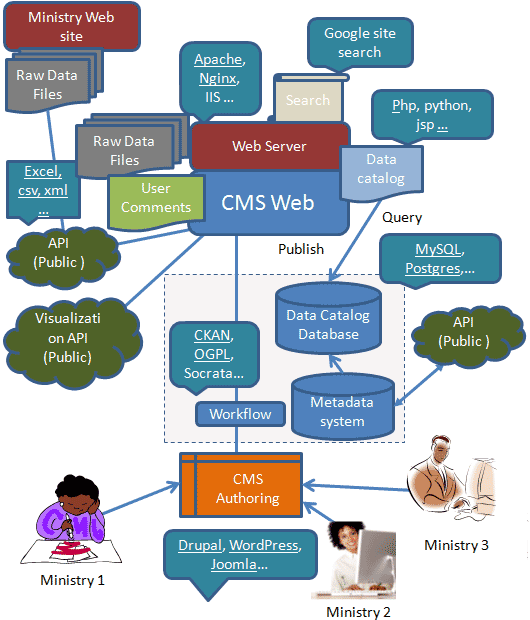 Ministry Web
site
Raw Data
Files
Apache,
Nginx,
IIS ...
Search
Google site
search
Raw Data
Files
Web Server
Php, python,
jsp ...
Data
catalog
Excel,
csv, xml
...
User
Comments
CMS Web
Query
API
(Public )
Publish
MySQL,
Postgres,...
Visualizati
on API
(Public)
Data Catalog
Database
CKAN,
OGPL,
Socrata...
API
(Public )
Workflow
Metadata
system
CMS
Authoring
CMU
Ministry 1
Drupal, WordPress,
Joomla...
Ministry 2
Ministry 3